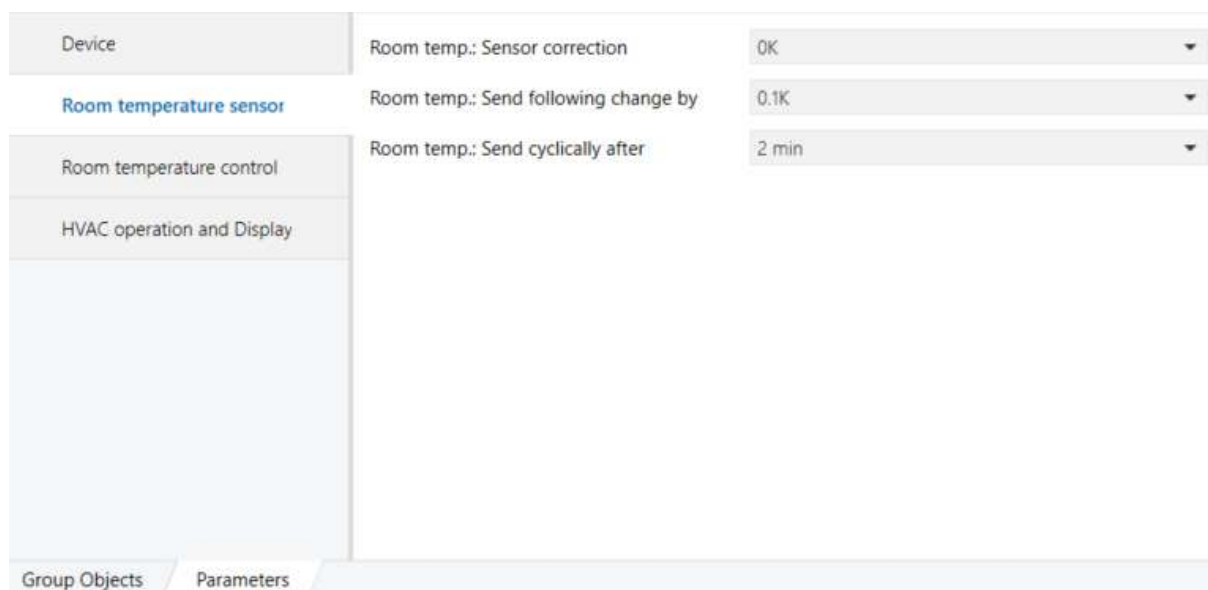 Device
Room temperature sensor
Room temperature control
HVAC operation and Display
Room temp.: Sensor correction 0K
Room temp.: Send following change by 0.1K
Room temp.: Send cyclically after 2 min
Group Objects Parameters